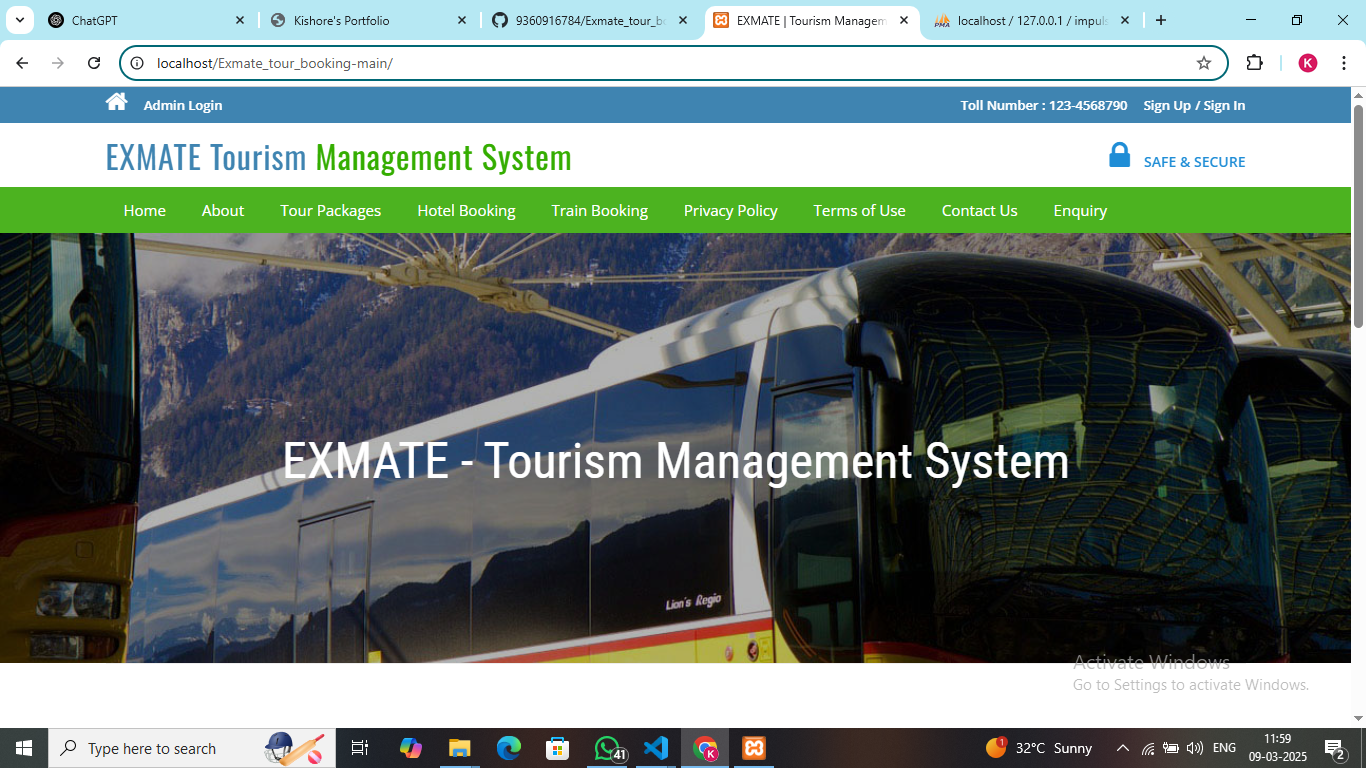 ChatGPT
Kishore's Portfolio
9360916784/Exmate_tour_bo
EXMATE | Tourism Managem
localhost / 127.0.0.1 / impuls
localhost/Exmate_tour_booking-main/
K
Admin Login
Toll Number : 123-4568790
Sign Up / Sign In
EXMATE Tourism Management System
SAFE & SECURE
Home
About
Tour Packages
Hotel Booking
Train Booking
Privacy Policy
Terms of Use
Contact Us
Enquiry
EXMATE - Tourism Management System
Lion's Regio
Activate Windows
Go to Settings to activate Windows.
Type here to search
41
K
1
32°C Sunny
ENG
11:59
09-03-2025
2